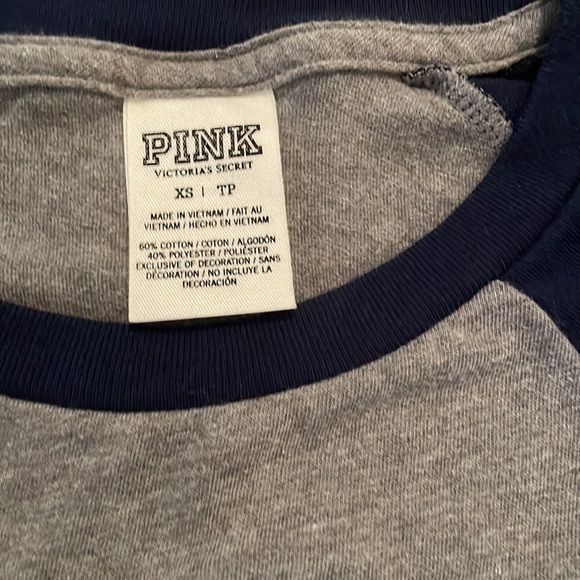 PINK
VICTORIA'S SECRET
XS | TP
MADE IN VIETNAM / FAIT AU
VIETNAM / HECHO EN VIETNAM
60% COTTON / COTON / ALGODÓN
40% POLYESTER / POLIÉSTER
EXCLUSIVE OF DECORATION / SANS
DÉCORATION / NO INCLUYE LA
DECORACIÓN